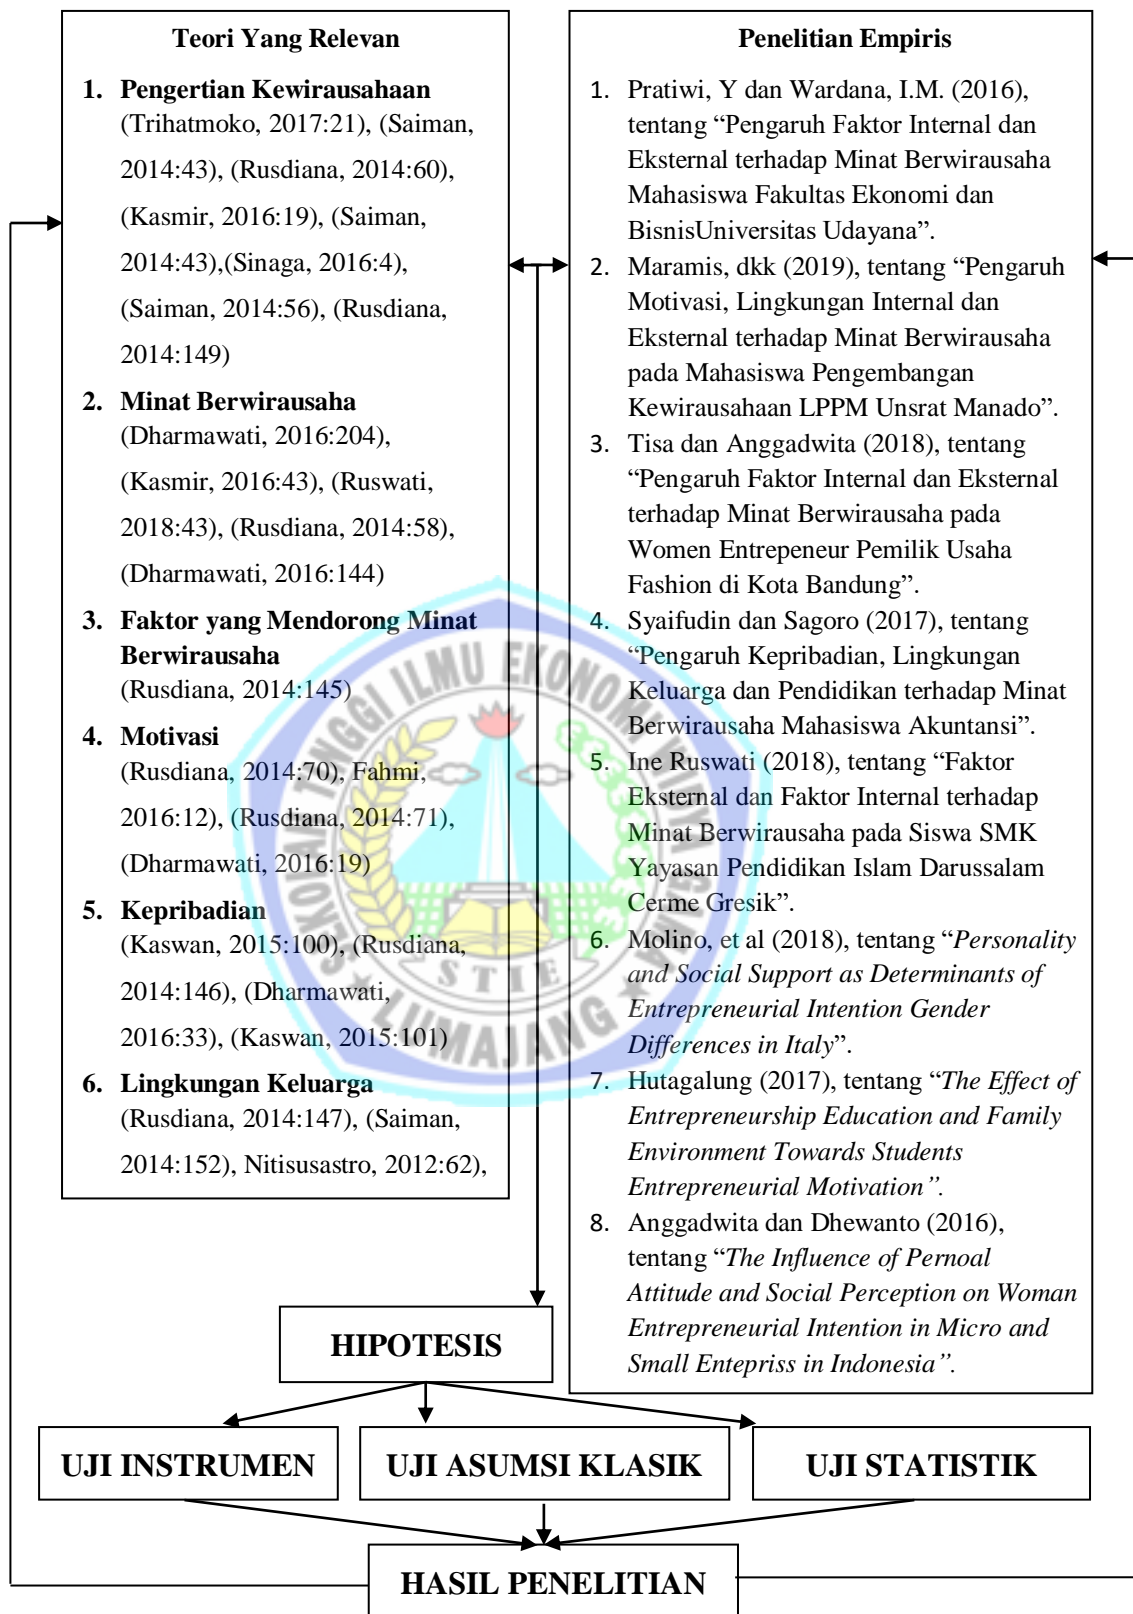 Teori Yang Relevan
1. Pengertian Kewirausahaan
(Trihatmoko, 2017:21), (Saiman,
2014:43), (Rusdiana, 2014:60),
(Kasmir, 2016:19), (Saiman,
2014:43),(Sinaga, 2016:4),
(Saiman, 2014:56), (Rusdiana,
2014:149)
2. Minat Berwirausaha
(Dharmawati, 2016:204),
(Kasmir, 2016:43), (Ruswati,
2018:43), (Rusdiana, 2014:58),
(Dharmawati, 2016:144)
3. Faktor yang Mendorong Minat
Berwirausaha
(Rusdiana, 2014:145)
4. Motivasi
(Rusdiana, 2014:70), Fahmi,
2016:12), (Rusdiana, 2014:71),
(Dharmawati, 2016:19)
5. Kepribadian
(Kaswan, 2015:100), (Rusdiana,
2014:146), (Dharmawati,
2016:33), (Kaswan, 2015:101)
6. Lingkungan Keluarga
(Rusdiana, 2014:147), (Saiman,
2014:152), Nitisusastro, 2012:62),
Penelitian Empiris
1. Pratiwi, Y dan Wardana, I.M. (2016),
tentang “Pengaruh Faktor Internal dan
Eksternal terhadap Minat Berwirausaha
Mahasiswa Fakultas Ekonomi dan
BisnisUniversitas Udayana”.
2. Maramis, dkk (2019), tentang “Pengaruh
Motivasi, Lingkungan Internal dan
Eksternal terhadap Minat Berwirausaha
pada Mahasiswa Pengembangan
Kewirausahaan LPPM Unsrat Manado”.
3. Tisa dan Anggadwita (2018), tentang
“Pengaruh Faktor Internal dan Eksternal
terhadap Minat Berwirausaha pada
Women Entrepeneur Pemilik Usaha
Fashion di Kota Bandung”.
4. Syaifudin dan Sagoro (2017), tentang
“Pengaruh Kepribadian, Lingkungan
Keluarga dan Pendidikan terhadap Minat
Berwirausaha Mahasiswa Akuntansi”.
5. Ine Ruswati (2018), tentang “Faktor
Eksternal dan Faktor Internal terhadap
Minat Berwirausaha pada Siswa SMK
Yayasan Pendidikan Islam Darussalam
Cerme Gresik”.
6. Molino, et al (2018), tentang “Personality
and Social Support as Determinants of
Entrepreneurial Intention Gender
Differences in Italy”.
7. Hutagalung (2017), tentang “The Effect of
Entrepreneurship Education and Family
Environment Towards Students
Entrepreneurial Motivation”.
8. Anggadwita dan Dhewanto (2016),
tentang “The Influence of Pernoal
Attitude and Social Perception on Woman
Entrepreneurial Intention in Micro and
Small Entepriss in Indonesia”.
SEKOLAH TINGGI ILMU EKONOMI WIDYA GAMA
STIE
LUMAJANG
HIPOTESIS
UJI INSTRUMEN
UJI ASUMSI KLASIK
UJI STATISTIK
HASIL PENELITIAN